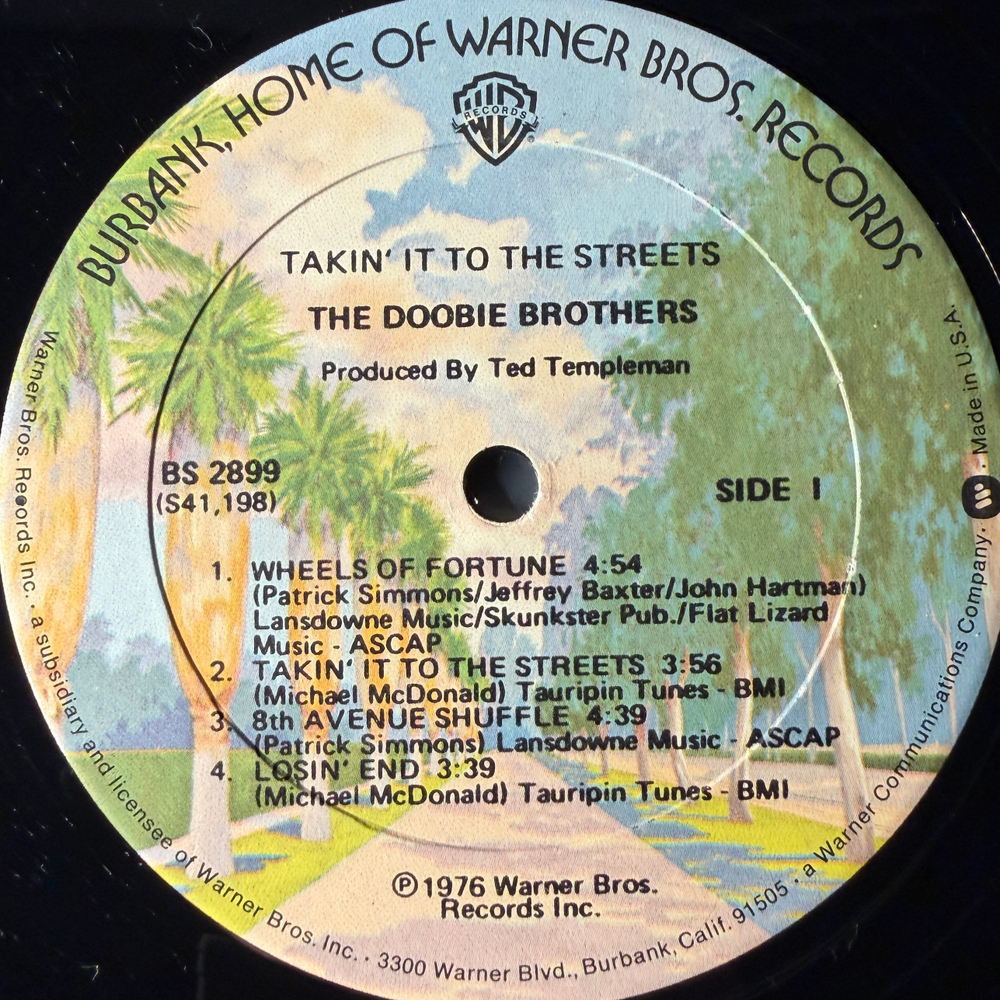 BURBANK, HOME OF WARNER BROS. RECORDS
WB
RECORDS
®
TAKIN' IT TO THE STREETS
THE DOOBIE BROTHERS
Produced By Ted Templeman
BS 2899
(S41,198)
SIDE 1
1. WHEELS OF FORTUNE 4:54
(Patrick Simmons/Jeffrey Baxter/John Hartman)
Lansdowne Music/Skunkster Pub./Flat Lizard
Music - ASCAP
2. TAKIN' IT TO THE STREETS 3:56
(Michael McDonald) Tauripin Tunes - BMI
3. 8th AVENUE SHUFFLE 4:39
(Patrick Simmons) Lansdowne Music - ASCAP
4. LOSIN' END 3:39
(Michael McDonald) Tauripin Tunes - BMI
℗ 1976 Warner Bros.
Records Inc.
Warner Bros. Records Inc. · a subsidiary and licensee of Warner Bros. Inc. · 3300 Warner Blvd., Burbank, Calif. 91505 · a Warner Communications Company. · Made in U.S.A.